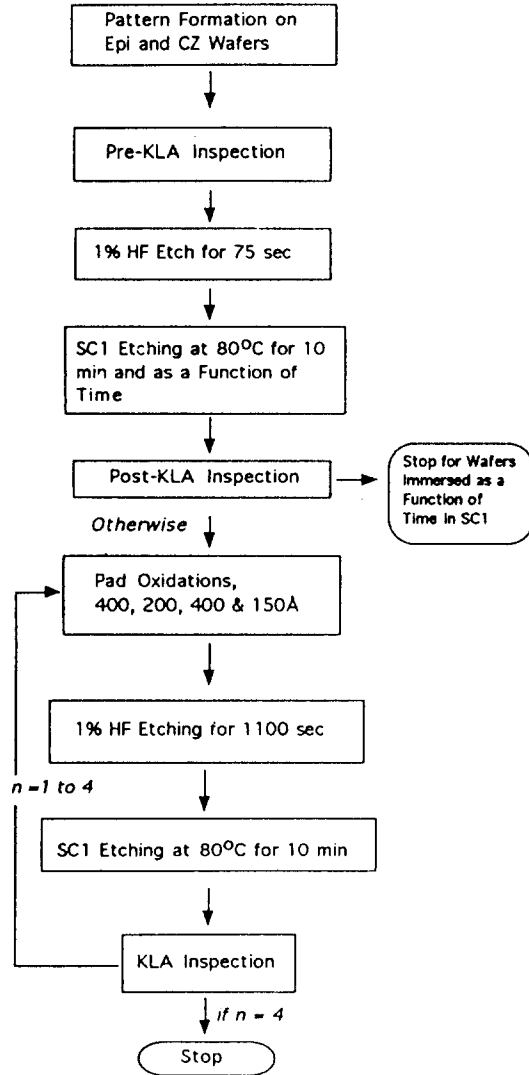 Pattern Formation on
Epi and CZ Wafers
Pre-KLA Inspection
1% HF Etch for 75 sec
SC1 Etching at 80°C for 10
min and as a Function of
Time
Post-KLA Inspection
Stop for Wafers
Immersed as a
Function of
Time in SC1
Otherwise
Pad Oxidations,
400, 200, 400 & 150Å
1% HF Etching for 1100 sec
n =1 to 4
SC1 Etching at 80°C for 10 min
KLA Inspection
if n = 4
Stop